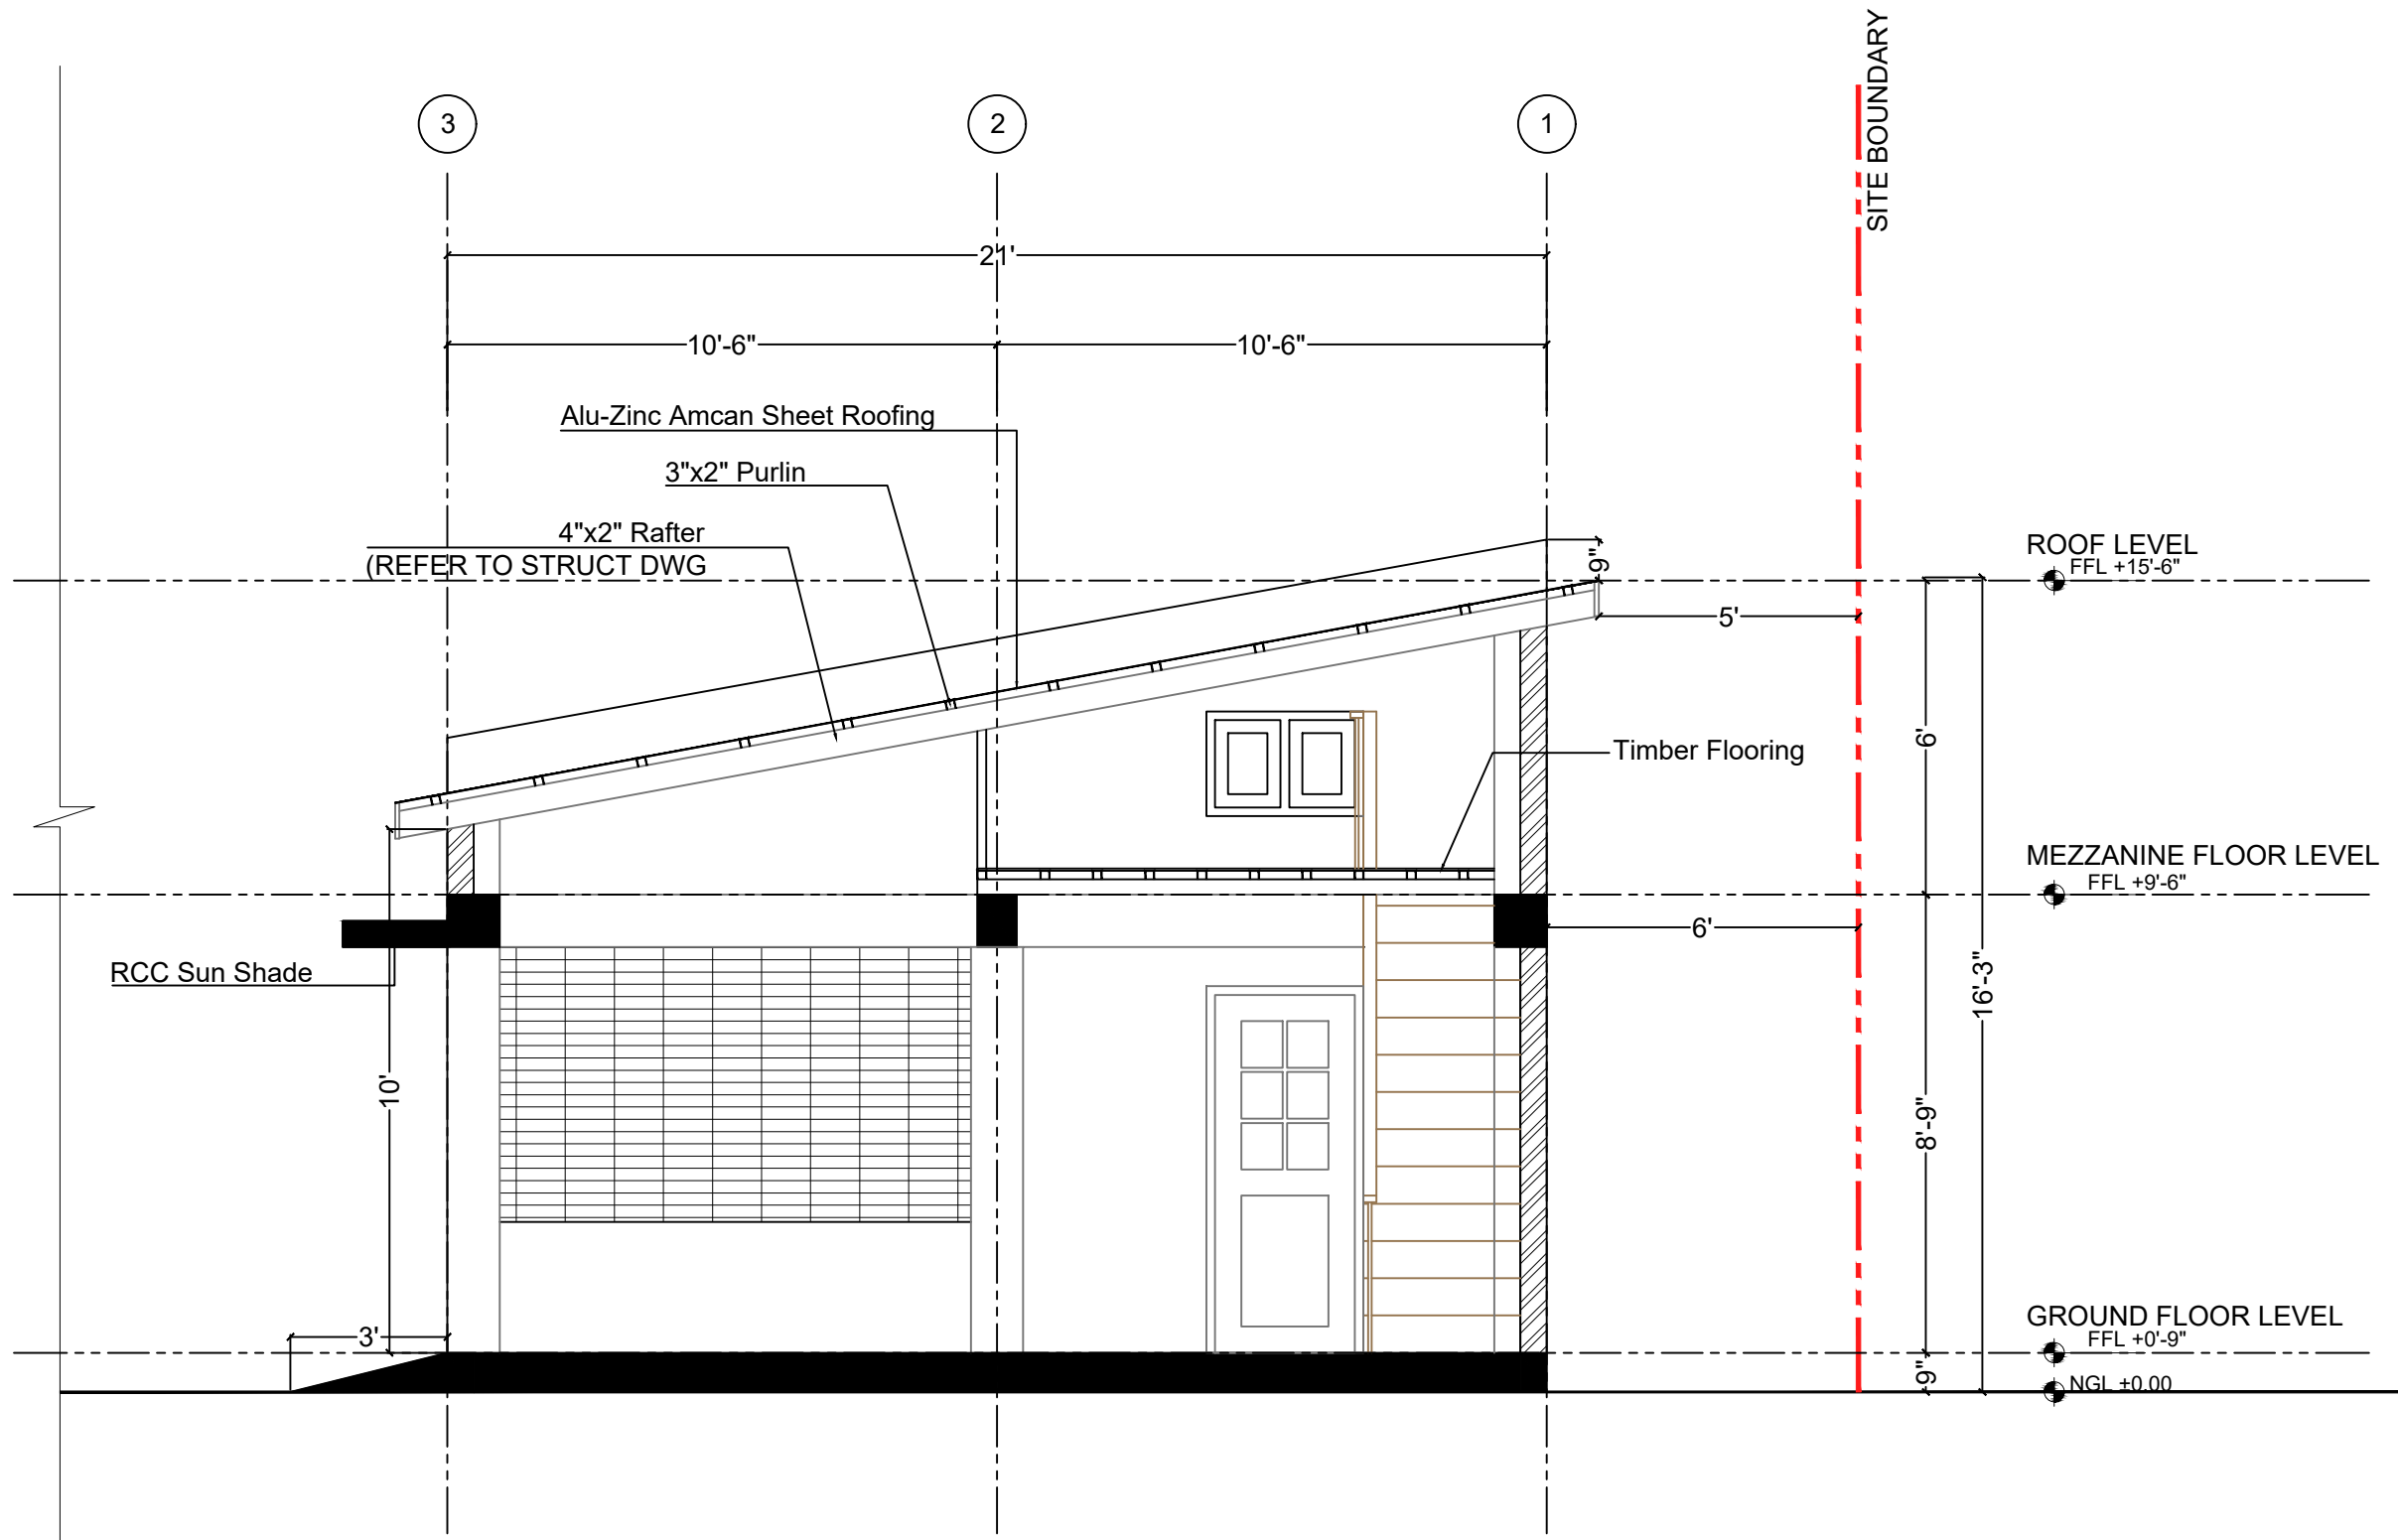 SITE BOUNDARY
3
2
1
21'
10'-6"
10'-6"
Alu-Zinc Amcan Sheet Roofing
3"x2" Purlin
4"x2" Rafter
(REFER TO STRUCT DWG
9"
ROOF LEVEL
FFL +15'-6"
5'
6'
Timber Flooring
MEZZANINE FLOOR LEVEL
FFL +9'-6"
6'
RCC Sun Shade
16'-3"
10'
8'-9"
3'
GROUND FLOOR LEVEL
FFL +0'-9"
9"
NGL ±0.00